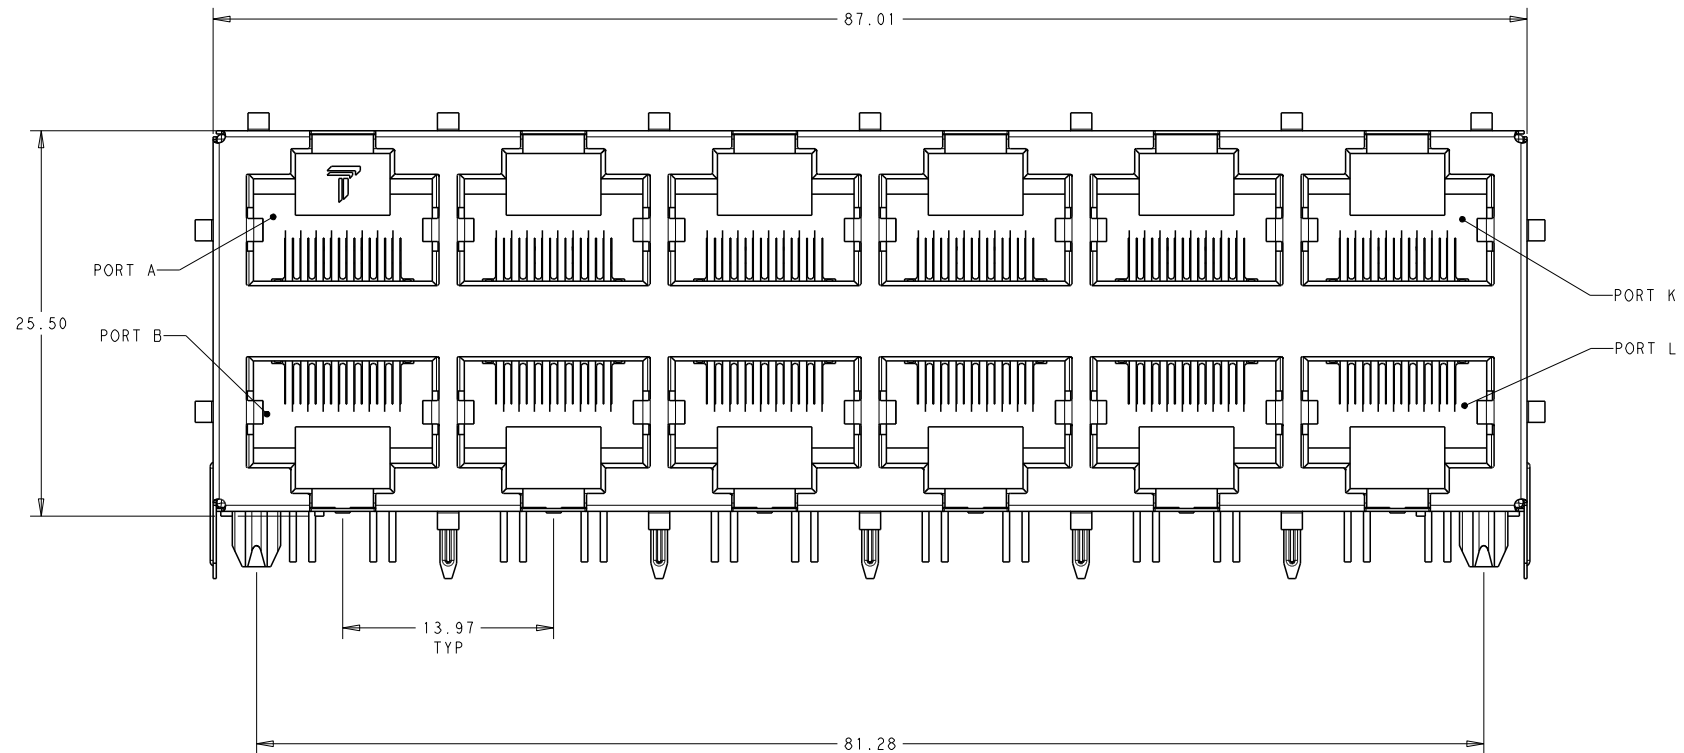 87.01
PORT A
PORT K
25.50
PORT B
PORT L
13.97
TYP
81.28